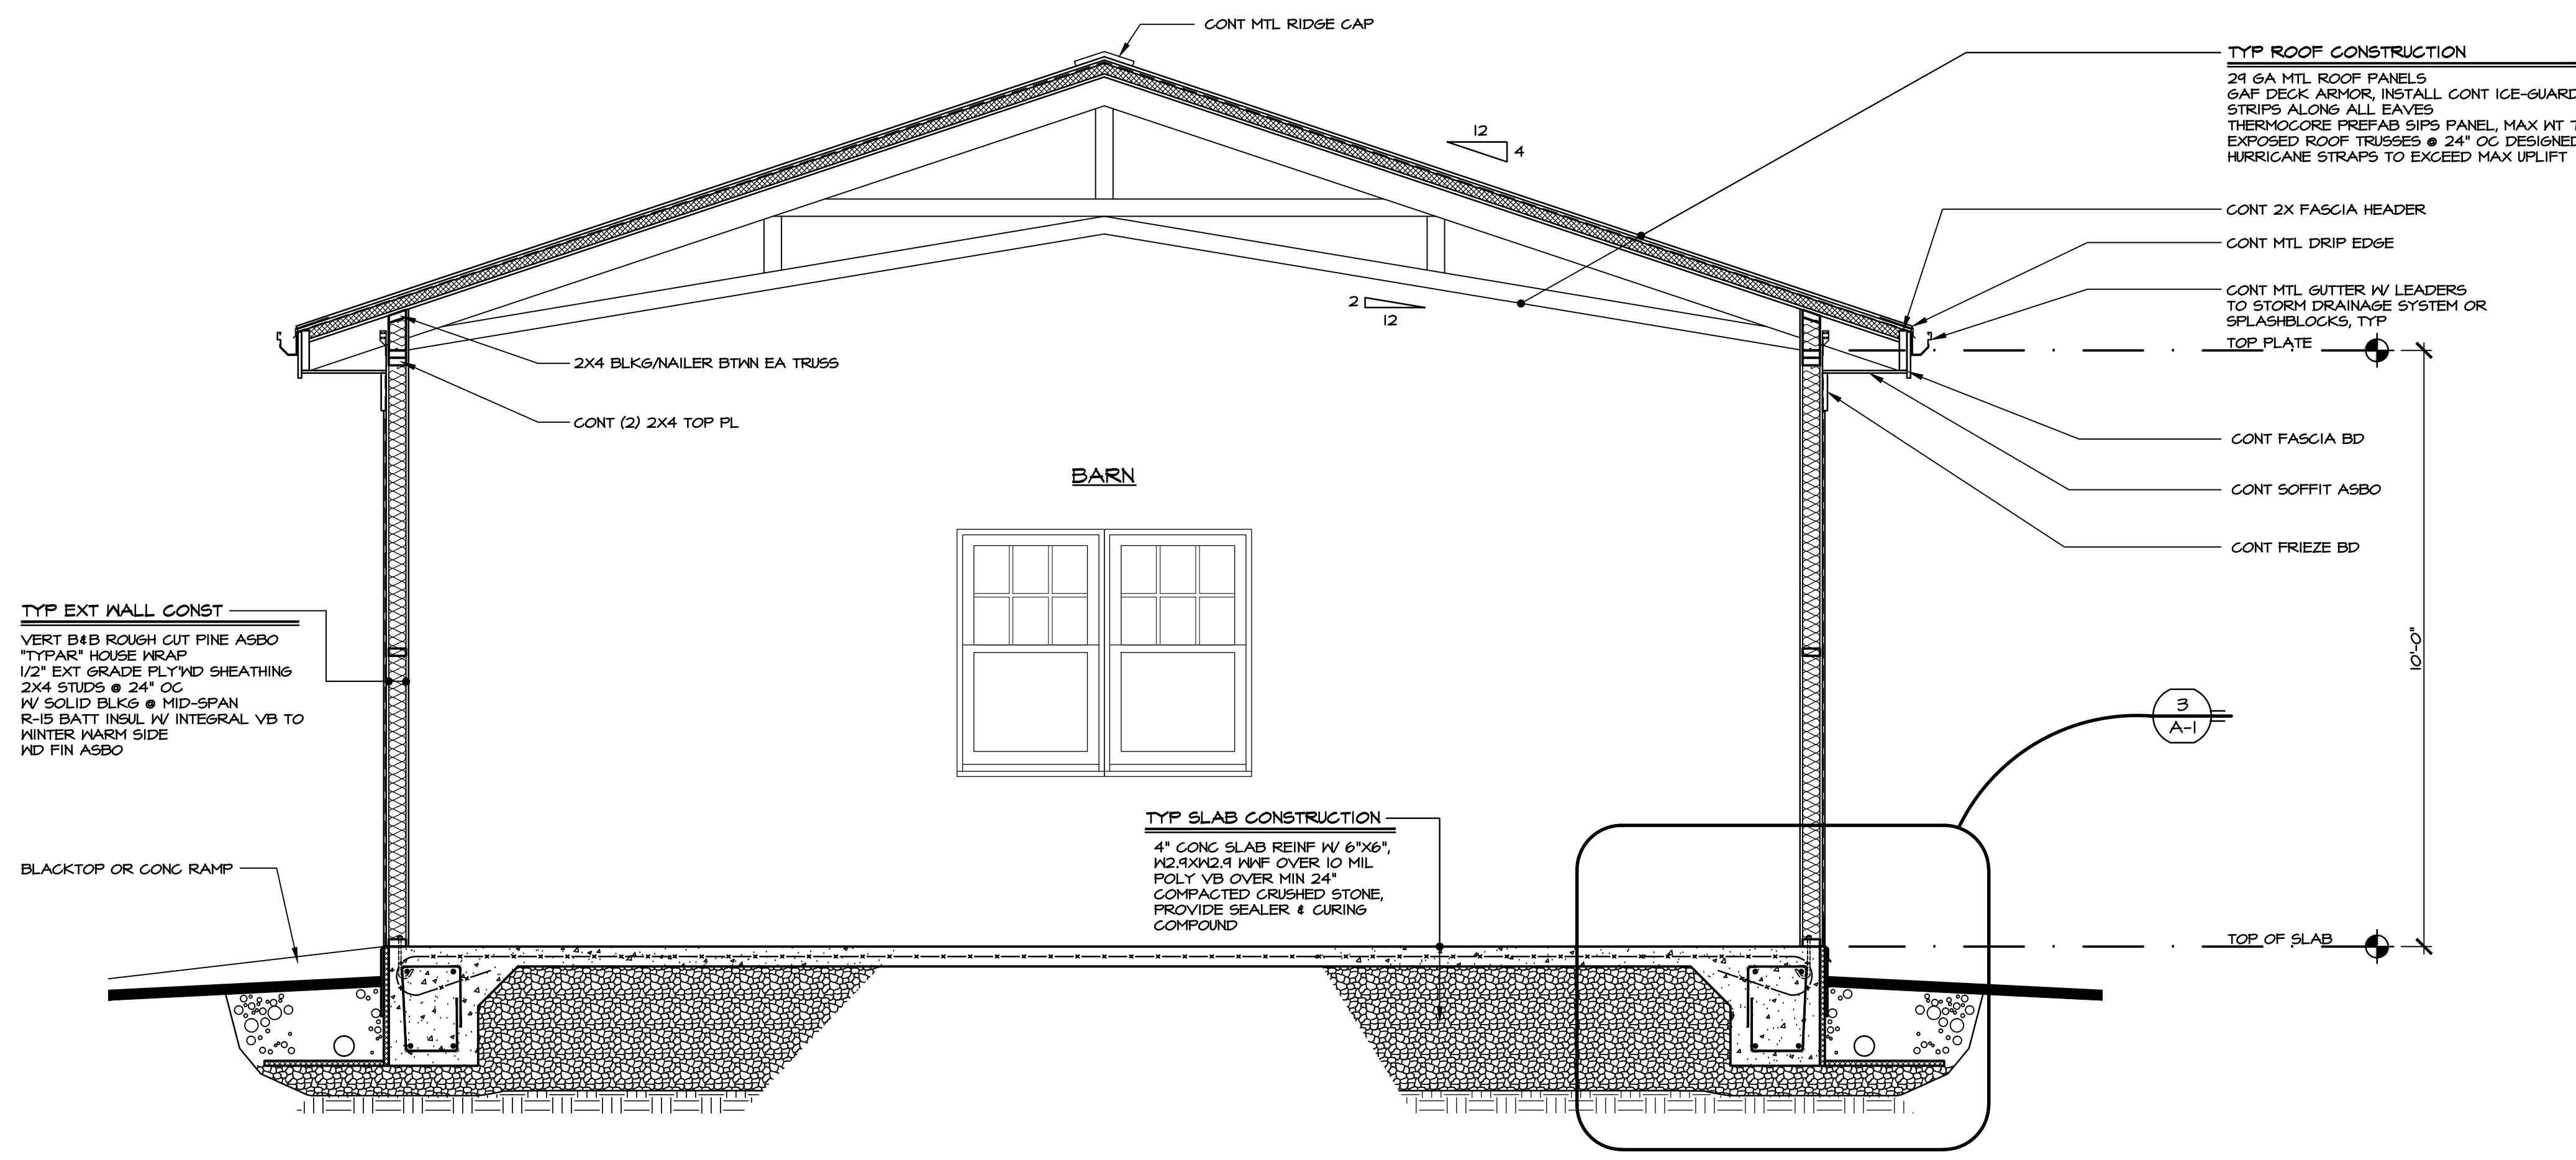 CONT MTL RIDGE CAP
TYP ROOF CONSTRUCTION
29 GA MTL ROOF PANELS
GAF DECK ARMOR, INSTALL CONT ICE-GUARD
STRIPS ALONG ALL EAVES
THERMOCORE PREFAB SIPS PANEL, MAX WT
EXPOSED ROOF TRUSSES @ 24" OC DESIGNED
HURRICANE STRAPS TO EXCEED MAX UPLIFT
12
4
CONT 2X FASCIA HEADER
CONT MTL DRIP EDGE
CONT MTL GUTTER W/ LEADERS
TO STORM DRAINAGE SYSTEM OR
SPLASHBLOCKS, TYP
TOP PLATE
2
12
2X4 BLKG/NAILER BTWN EA TRUSS
CONT (2) 2X4 TOP PL
CONT FASCIA BD
CONT SOFFIT ASBO
CONT FRIEZE BD
BARN
10'-0"
TYP EXT WALL CONST
VERT B&B ROUGH CUT PINE ASBO
"TYPAR" HOUSE WRAP
1/2" EXT GRADE PLY'WD SHEATHING
2X4 STUDS @ 24" OC
W/ SOLID BLKG @ MID-SPAN
R-15 BATT INSUL W/ INTEGRAL VB TO
WINTER WARM SIDE
WD FIN ASBO
3
A-1
TYP SLAB CONSTRUCTION
4" CONC SLAB REINF W/ 6"X6",
W2.9XW2.9 WWF OVER 10 MIL
POLY VB OVER MIN 24"
COMPACTED CRUSHED STONE,
PROVIDE SEALER & CURING
COMPOUND
BLACKTOP OR CONC RAMP
TOP OF SLAB